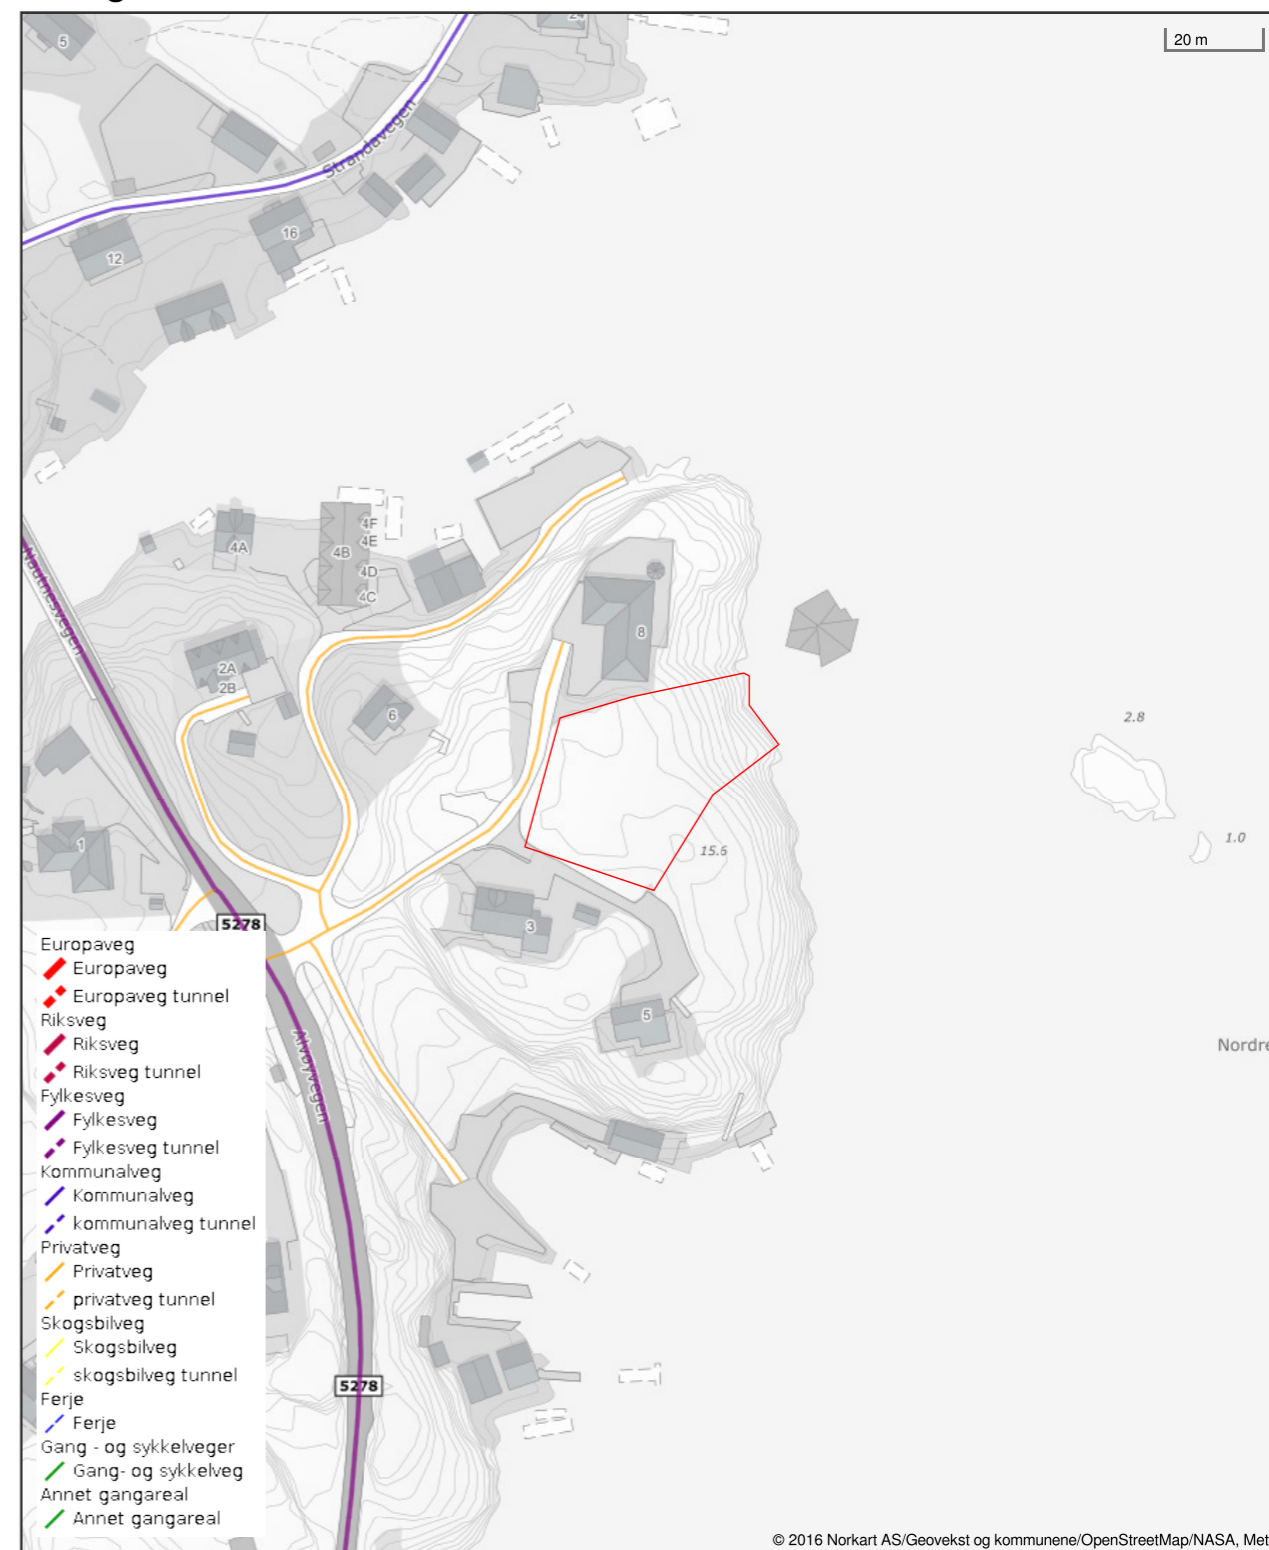 20 m
24
5
Strandavegen
16
12
4F
4A
4B
4E
4D
4C
8
2A
2B
6
Nautnesvegen
2.8
1.0
1
15.6
5278
3
5
Nordre
Alvøyvegen
Europaveg
Europaveg
Europaveg tunnel
Riksveg
Riksveg
Riksveg tunnel
Fylkesveg
Fylkesveg
Fylkesveg tunnel
Kommunalveg
Kommunalveg
kommunalveg tunnel
Privatveg
Privatveg
privatveg tunnel
Skogsbilveg
Skogsbilveg
skogsbilveg tunnel
5278
Ferje
Ferje
Gang - og sykkelveger
Gang- og sykkelveg
Annet gangareal
Annet gangareal
© 2016 Norkart AS/Geovekst og kommunene/OpenStreetMap/NASA, Met